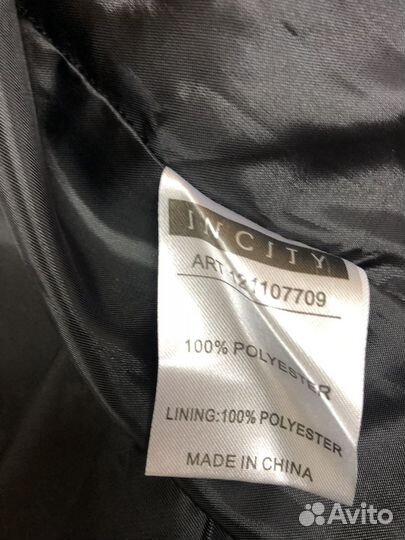 INCITY
ART 121107709
100% POLYESTER
LINING:100% POLYESTER
MADE IN CHINA
Avito